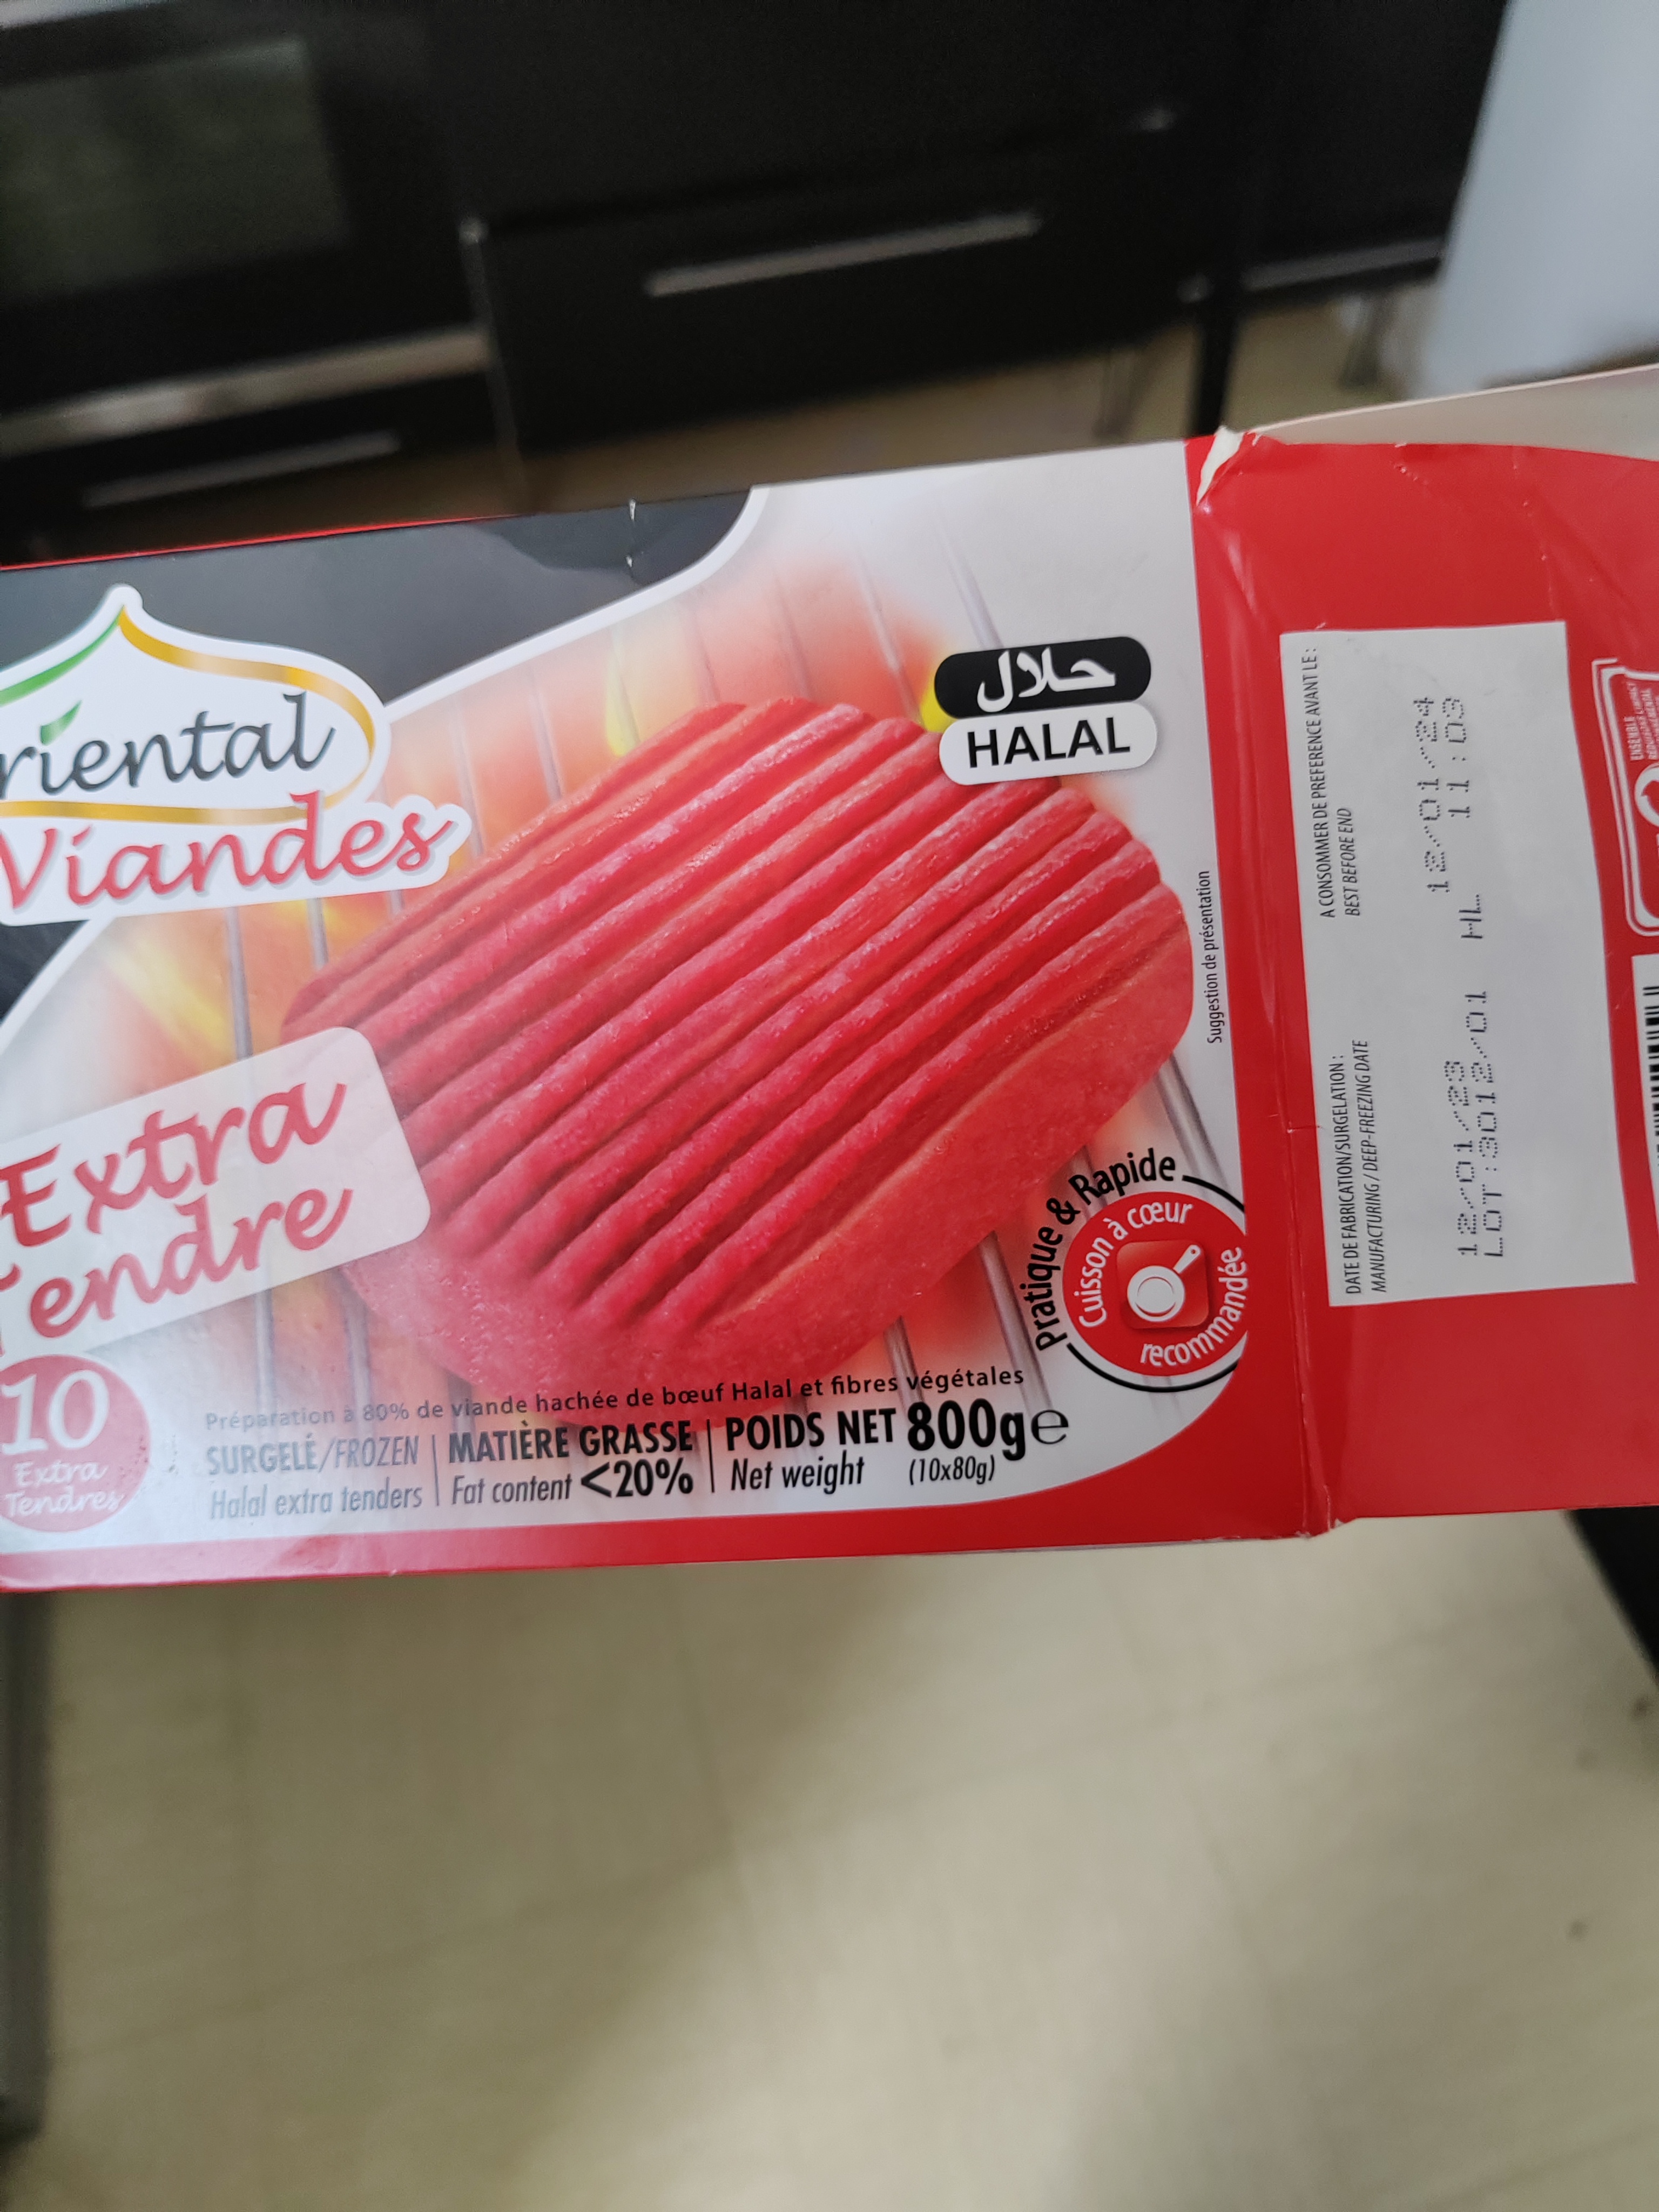 riental
Viandes
حلال
HALAL
Extra
Tendre
Suggestion de présentation
Pratique & Rapide
Cuisson à cœur
recommandée
10
Extra
Tendres
Préparation à 80% de viande hachée de bœuf Halal et fibres végétales
SURGELÉ/FROZEN | MATIÈRE GRASSE | POIDS NET 800g e
Halal extra tenders | Fat content <20% | Net weight (10x80g)
DATE DE FABRICATION/SURGELATION : A CONSOMMER DE PREFERENCE AVANT LE :
MANUFACTURING / DEEP-FREEZING DATE BEST BEFORE END
12/01/23 12/01/24
LOT:3012/01 HL 11:03
ENSEMBLE